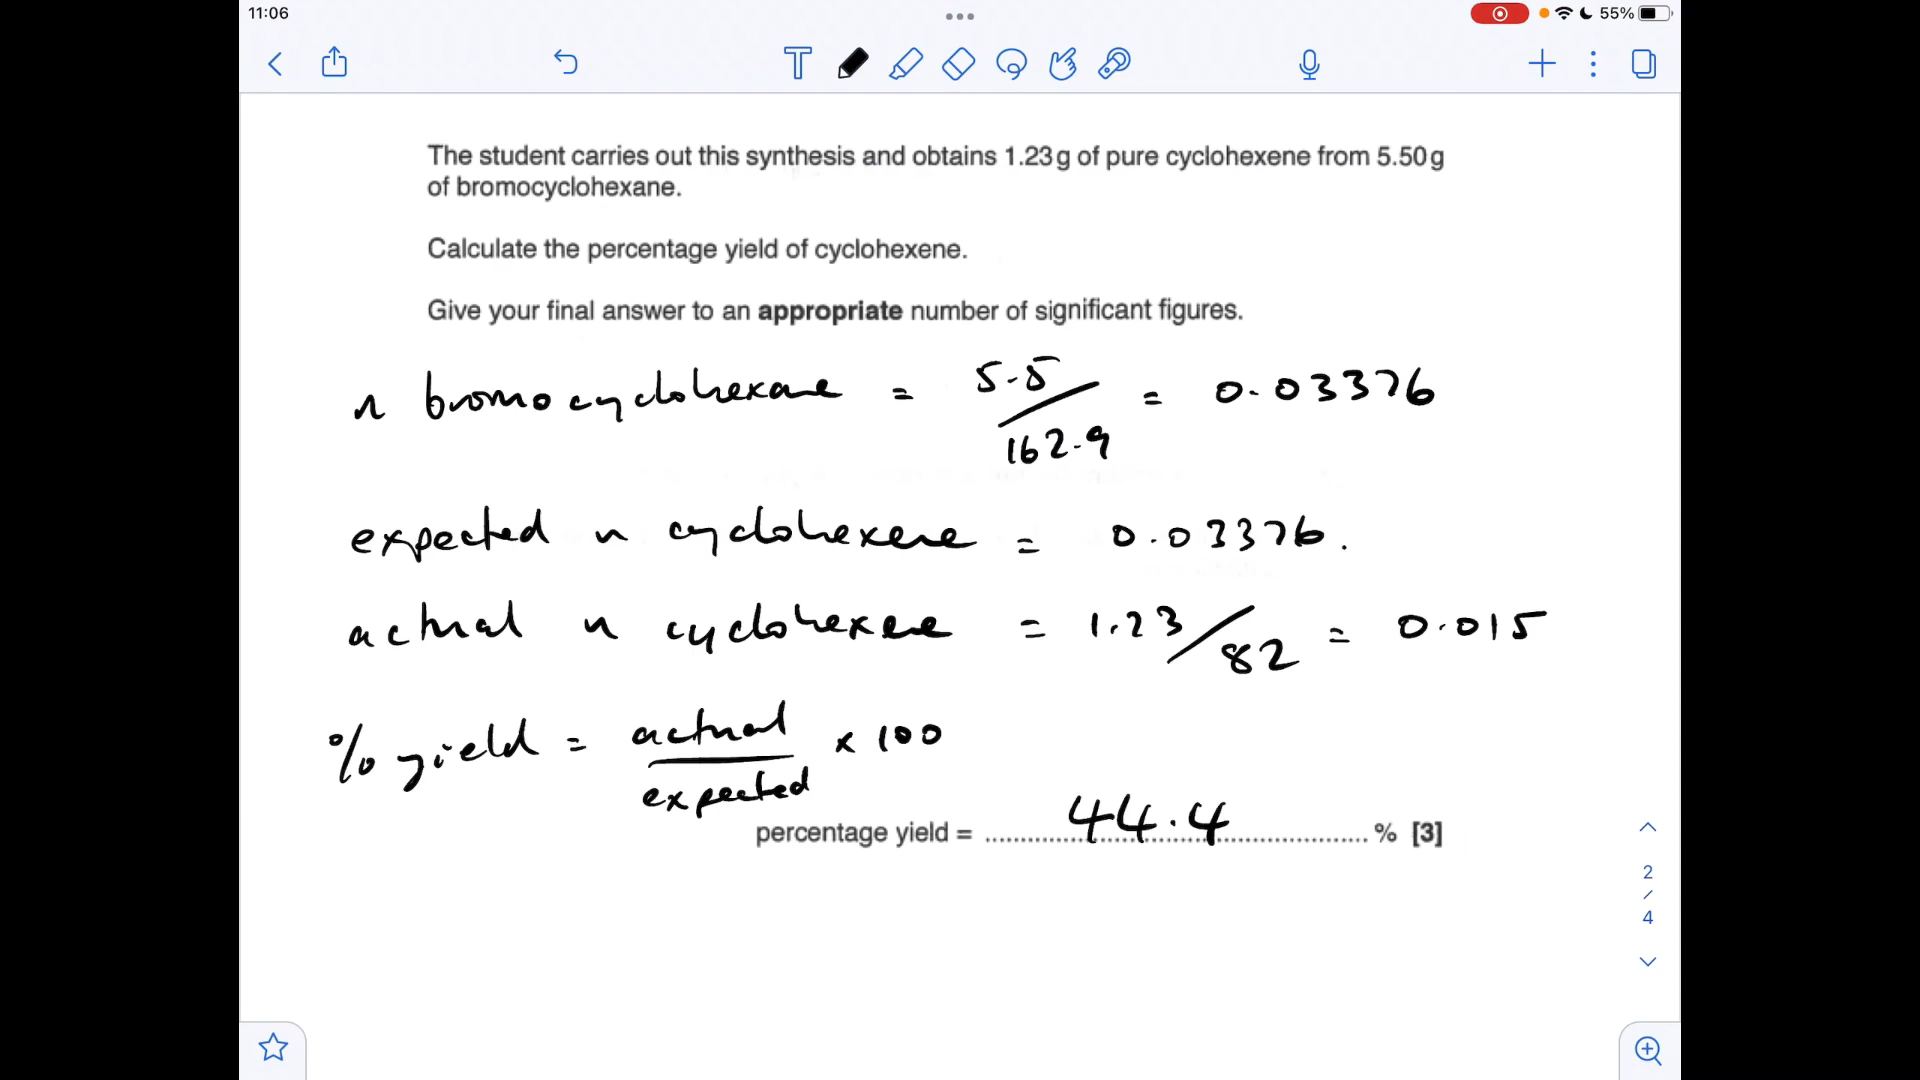 11:06
55%
T
The student carries out this synthesis and obtains 1.23 g of pure cyclohexene from 5.50 g
of bromocyclohexane.
Calculate the percentage yield of cyclohexene.
Give your final answer to an appropriate number of significant figures.
n bromocyclohexane = 5.5/162.9 = 0.03376
expected n cyclohexene = 0.03376.
actual n cyclohexene = 1.23/82 = 0.015
% yield = actual/expected x 100
percentage yield = 44.4 % [3]
2
/
4